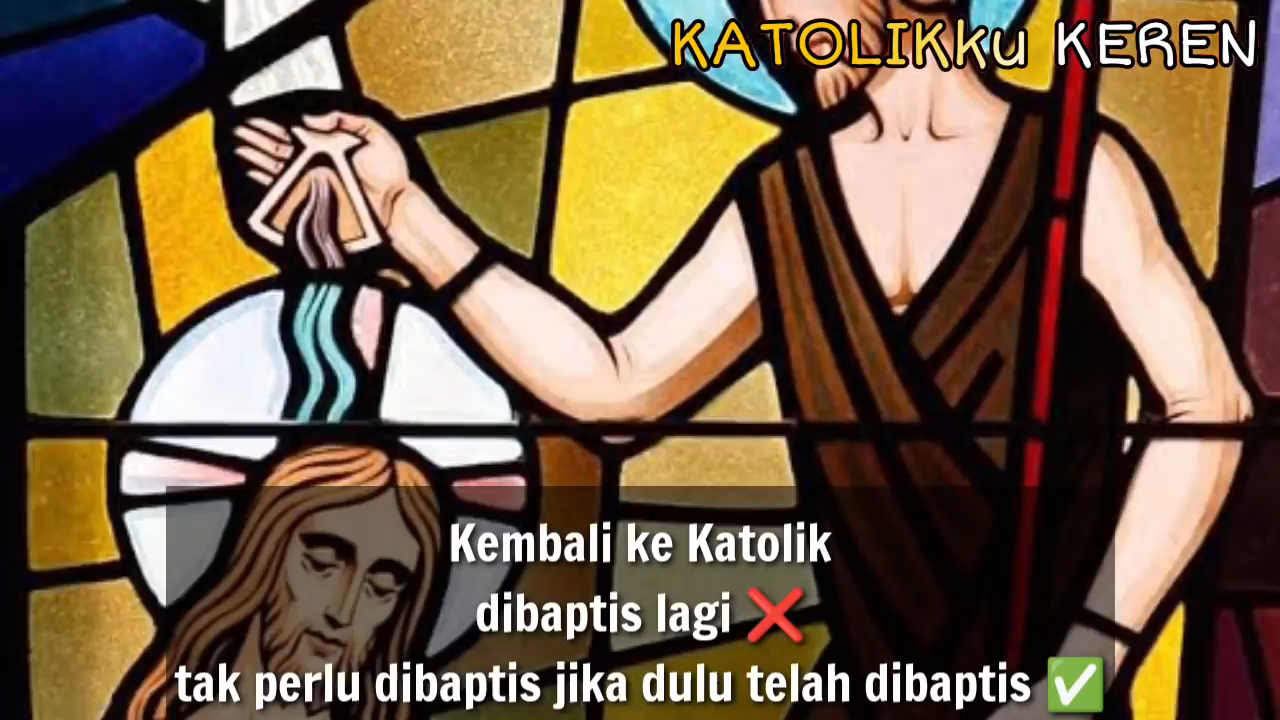 KATOLIKku KEREN
Kembali ke Katolik
dibaptis lagi ❌
tak perlu dibaptis jika dulu telah dibaptis ✅